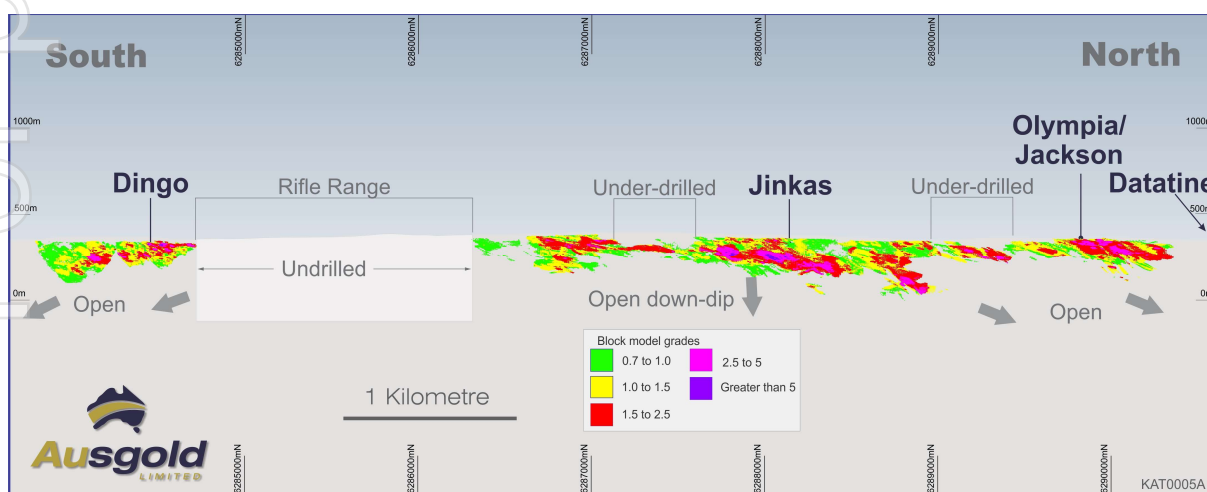 South
North
6285000mN
6286000mN
6287000mN
6288000mN
6289000mN
1000m
1000m
Olympia/
Jackson
Dingo
Rifle Range
Under-drilled
Jinkas
Under-drilled
Datatine
500m
500m
Undrilled
0m
Open
Open down-dip
Open
Block model grades
0.7 to 1.0
2.5 to 5
1.0 to 1.5
Greater than 5
1.5 to 2.5
1 Kilometre
Ausgold
LIMITED
6285000mN
6286000mN
6287000mN
6288000mN
6289000mN
6290000mN
KAT0005A